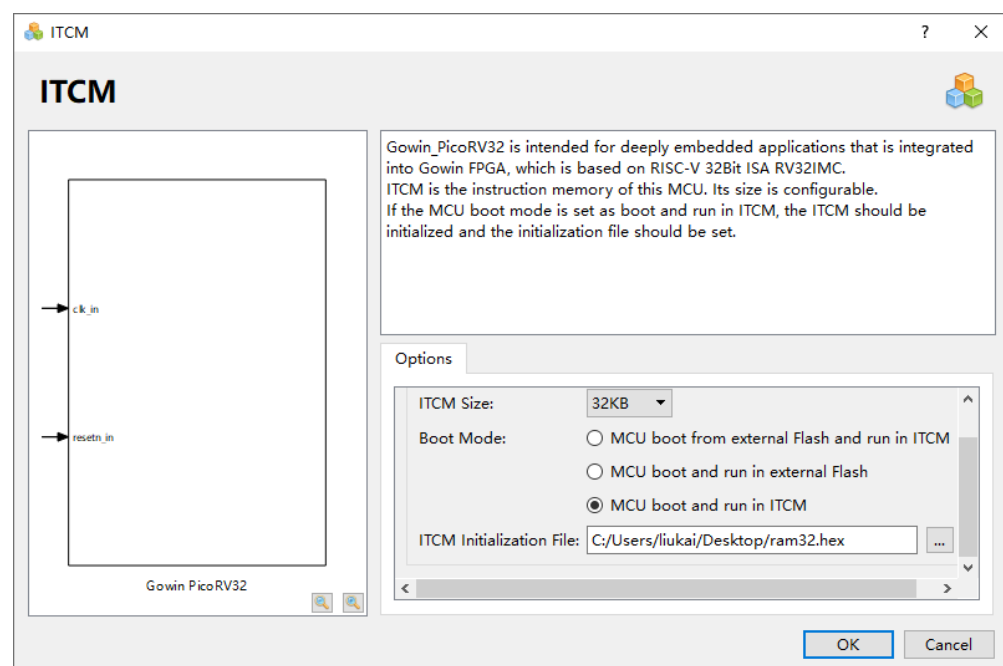 ITCM
?
ITCM
Gowin_PicoRV32 is intended for deeply embedded applications that is integrated
into Gowin FPGA, which is based on RISC-V 32Bit ISA RV32IMC.
ITCM is the instruction memory of this MCU. Its size is configurable.
If the MCU boot mode is set as boot and run in ITCM, the ITCM should be
initialized and the initialization file should be set.
clk_in
resetn_in
Gowin PicoRV32
Options
ITCM Size: 32KB
Boot Mode: MCU boot from external Flash and run in ITCM
MCU boot and run in external Flash
MCU boot and run in ITCM
ITCM Initialization File: C:/Users/liukai/Desktop/ram32.hex ...
OK Cancel